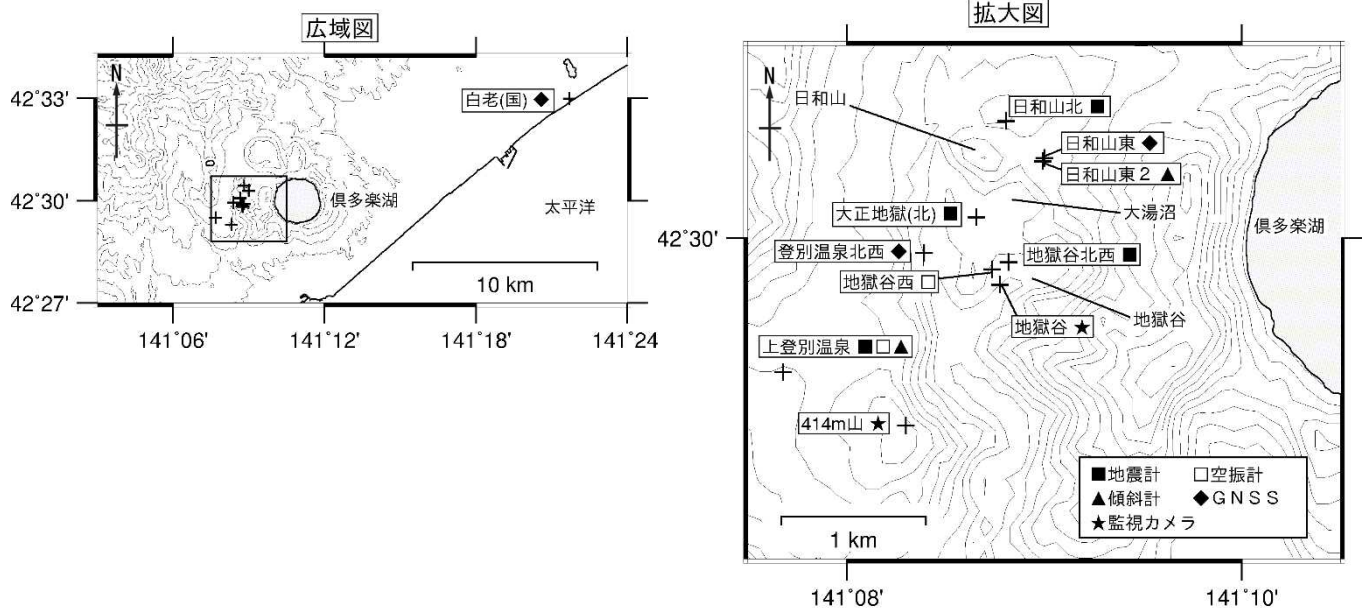 広域図
N
42°33'
42°30'
42°27'
白老(国) ◆
倶多楽湖
太平洋
10 km
141°06'
141°12'
141°18'
141°24'
拡大図
N
日和山
日和山北 ■
日和山東 ◆
日和山東２ ▲
大正地獄(北) ■
大湯沼
倶多楽湖
42°30'
登別温泉北西 ◆
地獄谷北西 ■
地獄谷西 □
地獄谷 ★
地獄谷
上登別温泉 ■□▲
414m山 ★
■地震計 □空振計
▲傾斜計 ◆ＧＮＳＳ
★監視カメラ
1 km
141°08'
141°10'